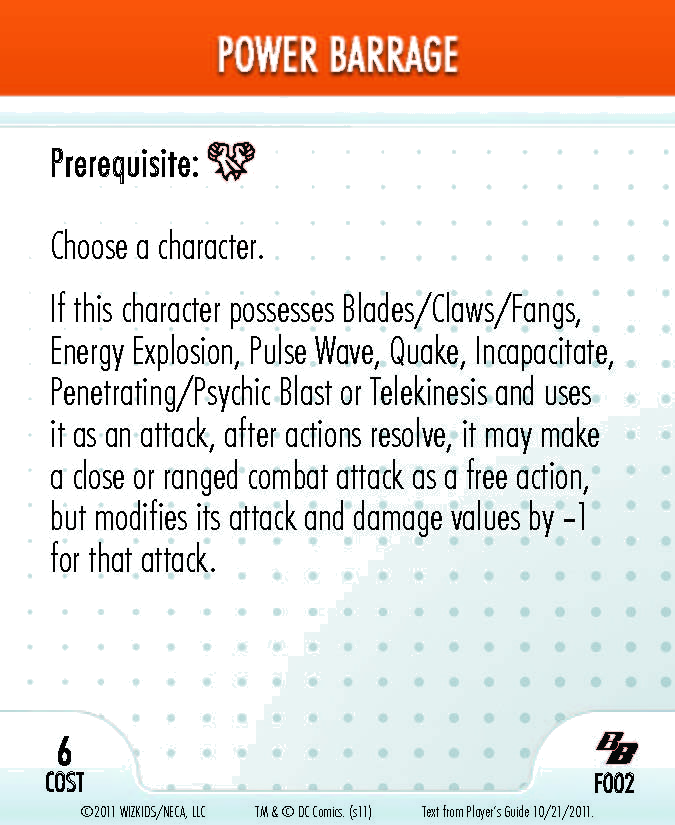 POWER BARRAGE
Prerequisite:
Choose a character.
If this character possesses Blades/Claws/Fangs,
Energy Explosion, Pulse Wave, Quake, Incapacitate,
Penetrating/Psychic Blast or Telekinesis and uses
it as an attack, after actions resolve, it may make
a close or ranged combat attack as a free action,
but modifies its attack and damage values by –1
for that attack.
6
COST
BB
F002
©2011 WIZKIDS/NECA, LLC TM & © DC Comics. (s11) Text from Player's Guide 10/21/2011.